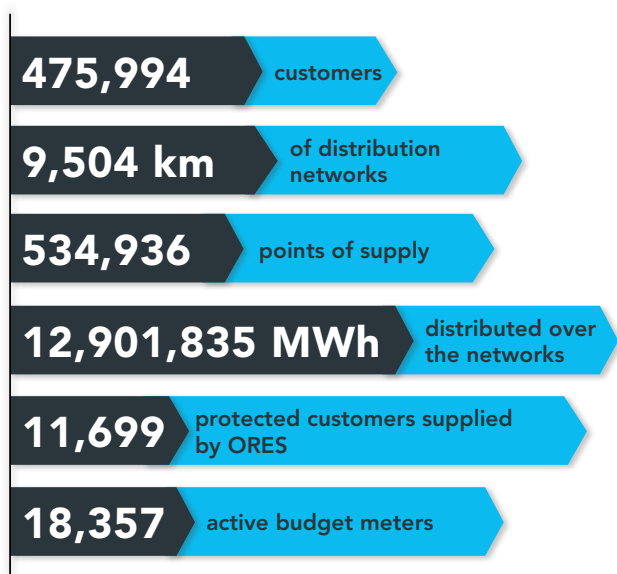 475,994
customers
9,504 km
of distribution
networks
534,936
points of supply
12,901,835 MWh
distributed over
the networks
11,699
protected customers supplied
by ORES
18,357
active budget meters